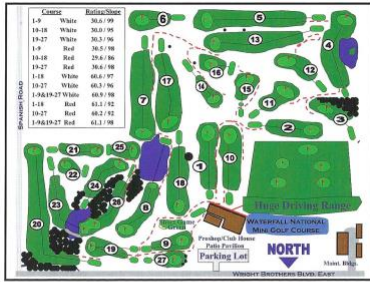 Course Rating/Slope
1-9 White 30.6/99
10-18 White 30.0/95
19-27 White 30.3/96
1-9 Red 30.5/98
10-18 Red 29.6/86
19-27 Red 30.6/98
1-18 White 60.6/97
10-27 White 60.3/96
1-9&19-27 White 60.9/98
1-18 Red 61.1/92
10-27 Red 60.2/92
1-9&19-27 Red 61.1/98
SPANISH ROAD
6
5
4
13
12
16
17
14
15
11
3
7
2
21
25
22
24
1
10
23
26
8
18
20
19
9
27
Huge Driving Range
WATERFALL NATIONAL
MINI GOLF COURSE
Proshop/Club House
Patio Pavilion
Parking Lot
NORTH
Maint. Bldgs.
WRIGHT BROTHERS BLVD. EAST